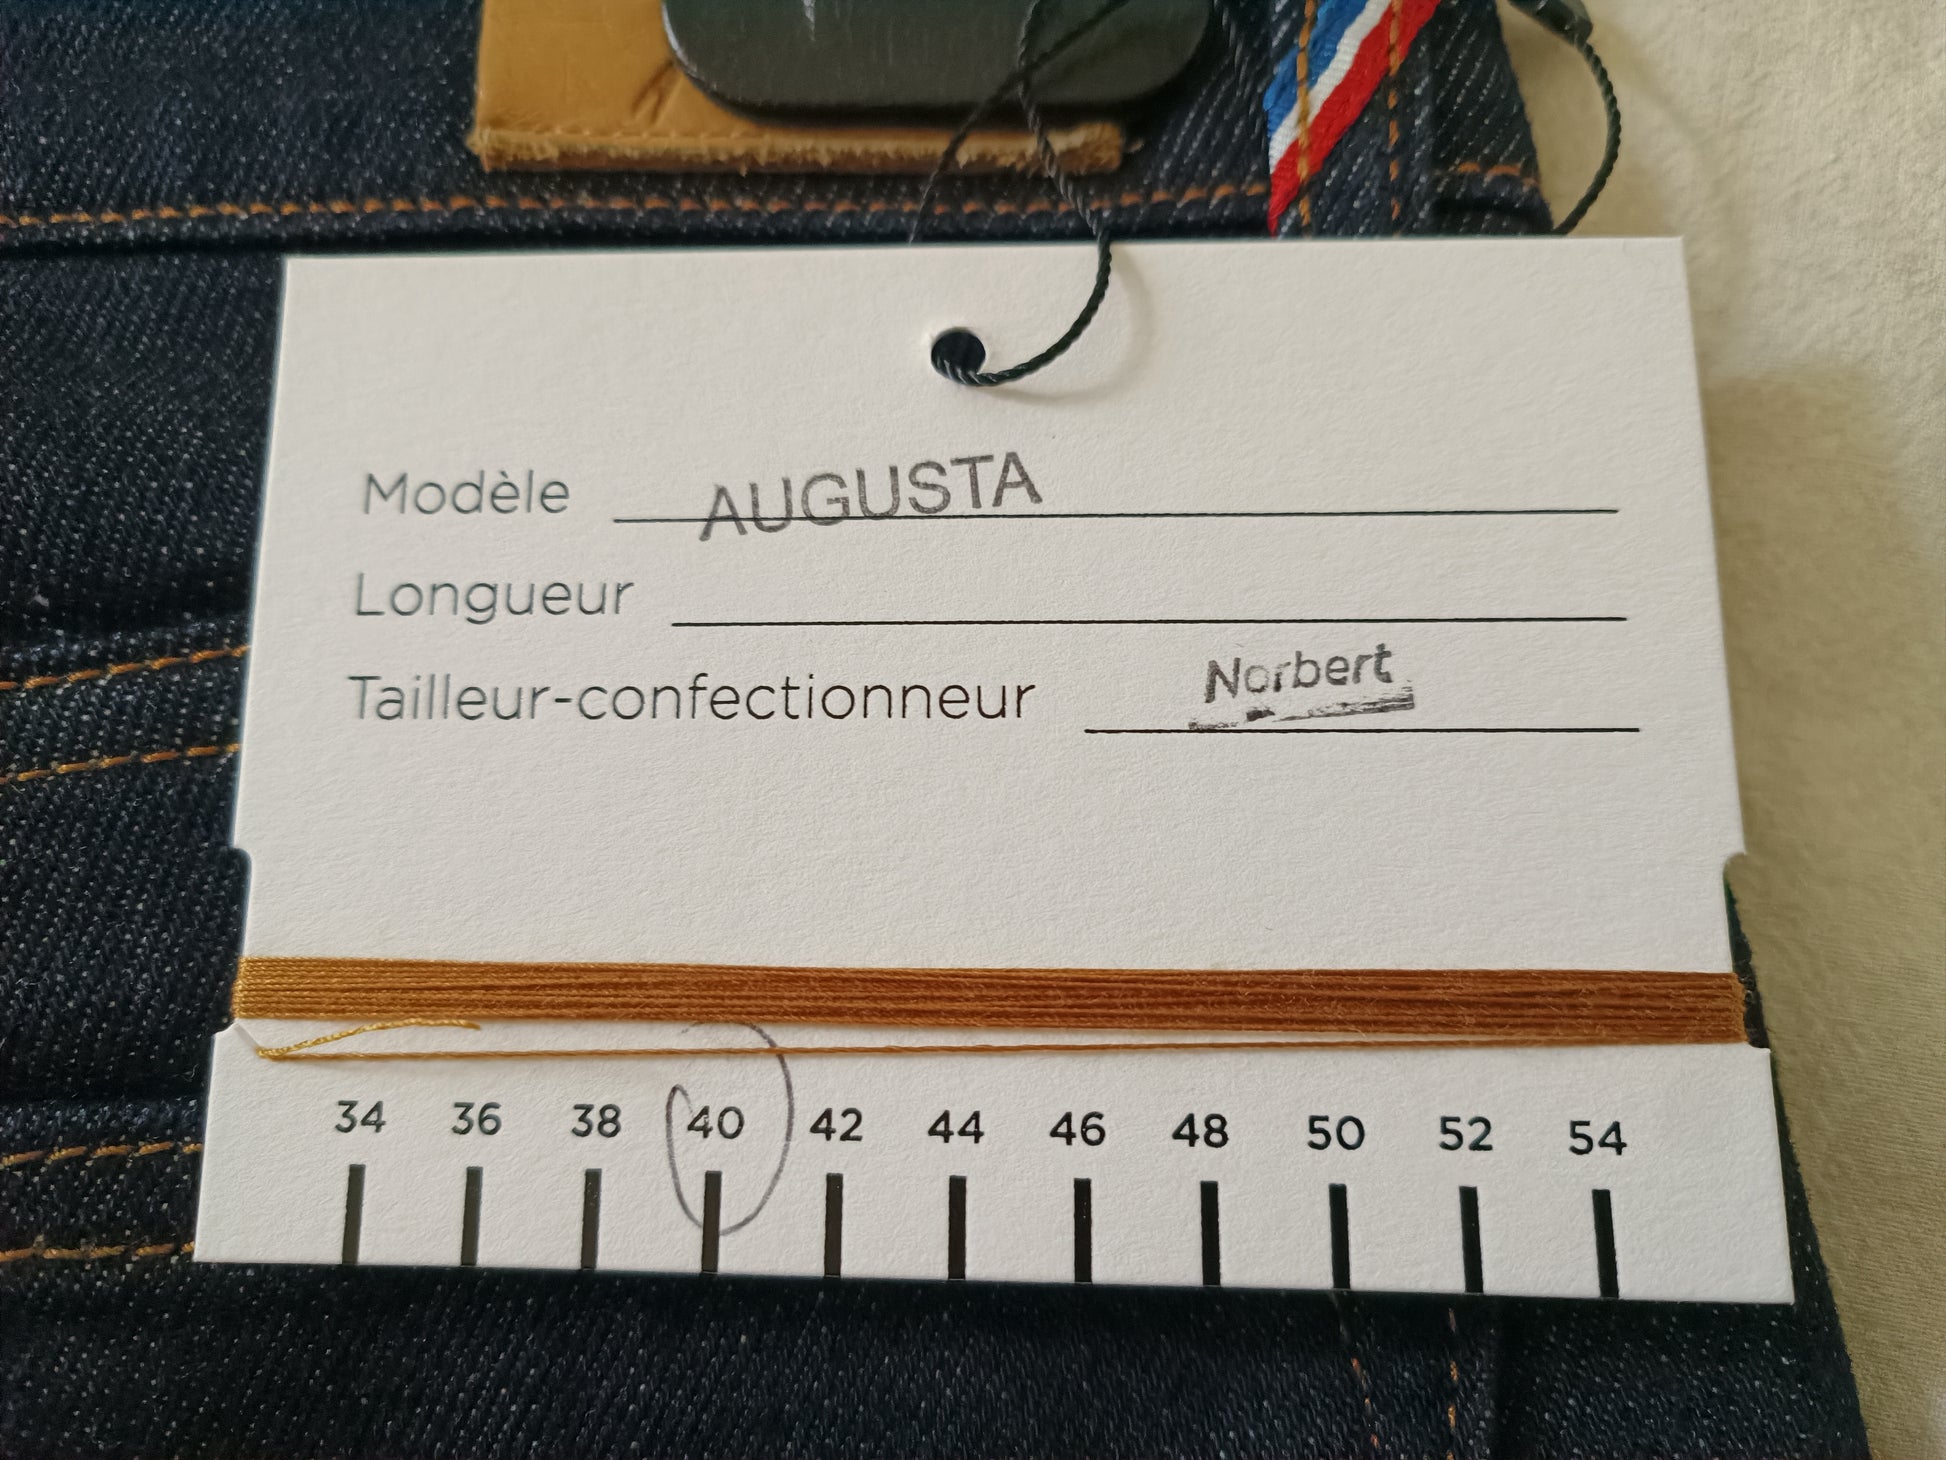 Modèle AUGUSTA
Longueur
Tailleur-confectionneur Norbert
34 36 38 40 42 44 46 48 50 52 54